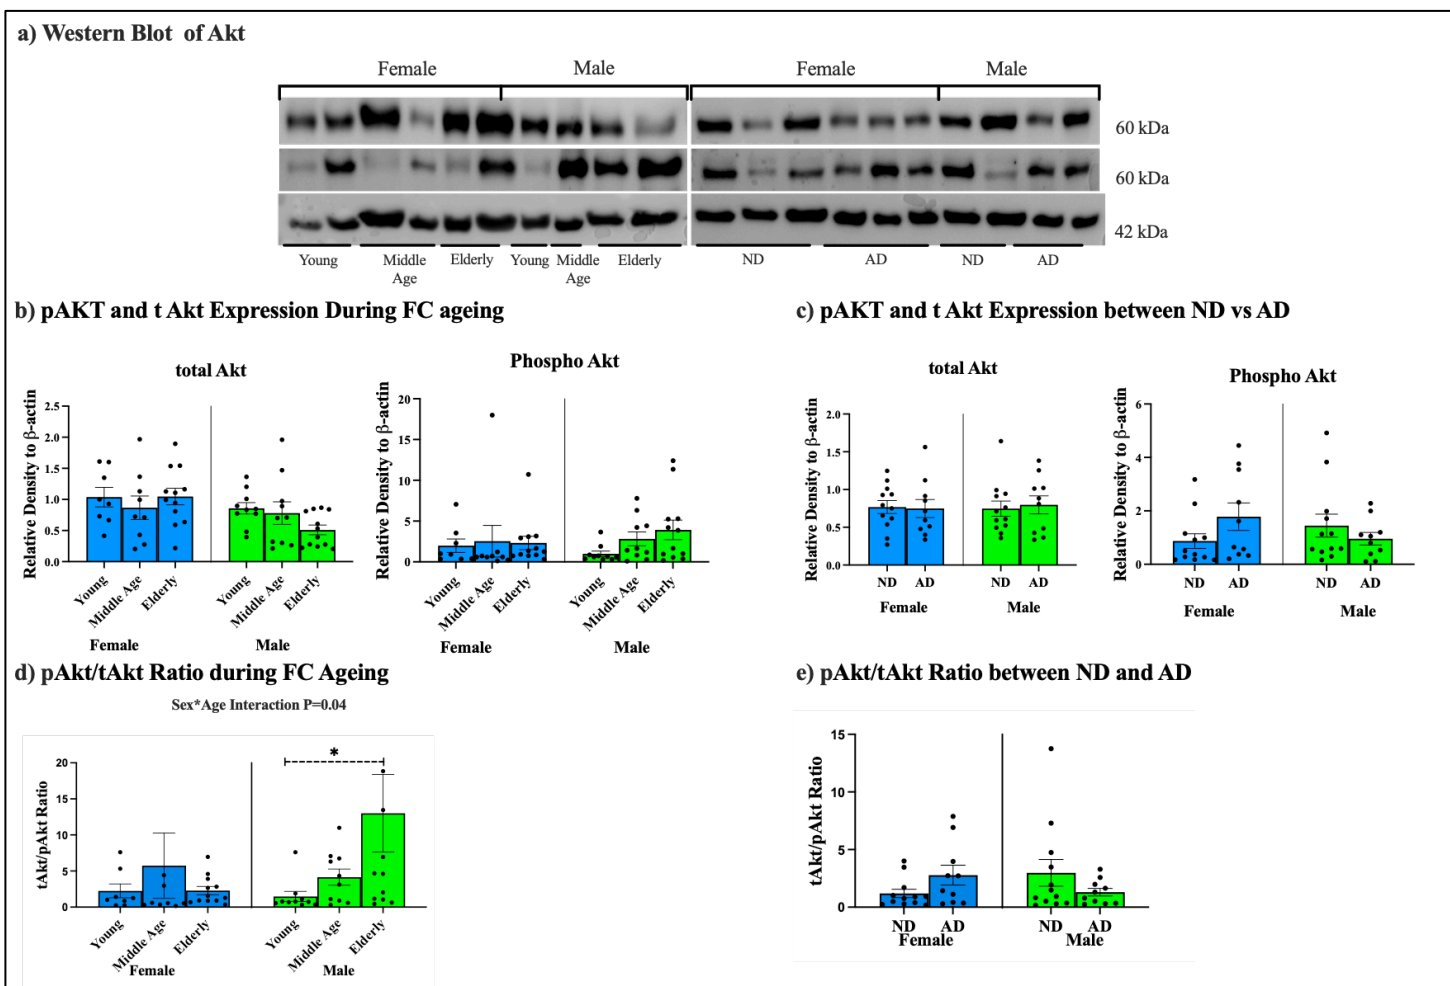 a) Western Blot  of Akt
Female
Male
Female
Male
60 kDa
60 kDa
42 kDa
Young
Middle
Age
Elderly
Young
Middle
Age
Elderly
ND
AD
ND
AD
b) pAKT and t Akt Expression During FC ageing
c) pAKT and t Akt Expression between ND vs AD
total Akt
Relative Density to β-actin
2.5
2.0
1.5
1.0
0.5
0.0
Young
Middle Age
Elderly
Young
Middle Age
Elderly
Female
Male
Phospho Akt
Relative Density to β-actin
20
15
10
5
0
Young
Middle Age
Elderly
Young
Middle Age
Elderly
Female
Male
total Akt
Relative Density to β-actin
2.0
1.5
1.0
0.5
0.0
ND
AD
ND
AD
Female
Male
Phospho Akt
Relative Density to β-actin
6
4
2
0
ND
AD
ND
AD
Female
Male
d) pAkt/tAkt Ratio during FC Ageing
Sex*Age Interaction P=0.04
tAkt/pAkt Ratio
20
15
10
5
0
*
Young
Middle Age
Elderly
Young
Middle Age
Elderly
Female
Male
e) pAkt/tAkt Ratio between ND and AD
tAkt/pAkt Ratio
15
10
5
0
ND
AD
ND
AD
Female
Male